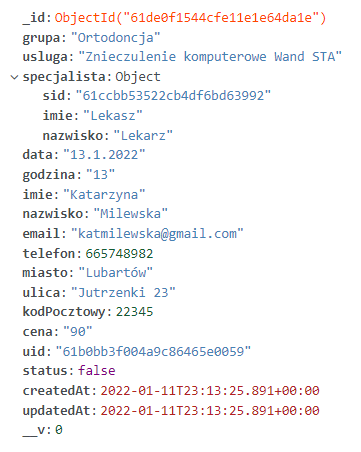 _id: ObjectId("61de0f1544cfe11e1e64da1e")
grupa: "Ortodoncja"
usluga: "Znieczulenie komputerowe Wand STA"
specjalista: Object
sid: "61ccbb53522cb4df6bd63992"
imie: "Lekasz"
nazwisko: "Lekarz"
data: "13.1.2022"
godzina: "13"
imie: "Katarzyna"
nazwisko: "Milewska"
email: "katmilewska@gmail.com"
telefon: 665748982
miasto: "Lubartów"
ulica: "Jutrzenki 23"
kodPocztowy: 22345
cena: "90"
uid: "61b0bb3f004a9c86465e0059"
status: false
createdAt: 2022-01-11T23:13:25.891+00:00
updatedAt: 2022-01-11T23:13:25.891+00:00
__v: 0